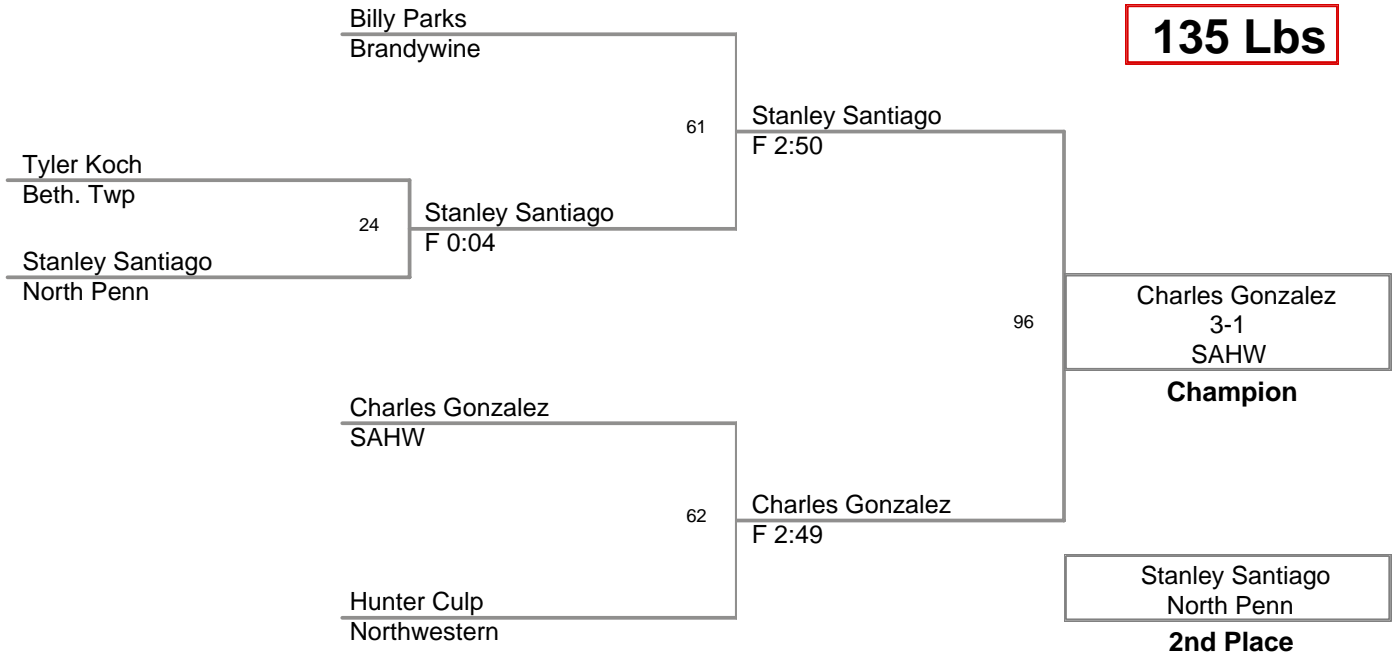 Billy Parks
Brandywine
135 Lbs
61
Stanley Santiago
F 2:50
Tyler Koch
Beth. Twp
24
Stanley Santiago
F 0:04
Stanley Santiago
North Penn
96
Charles Gonzalez
3-1
SAHW
Champion
Charles Gonzalez
SAHW
62
Charles Gonzalez
F 2:49
Hunter Culp
Northwestern
Stanley Santiago
North Penn
2nd Place